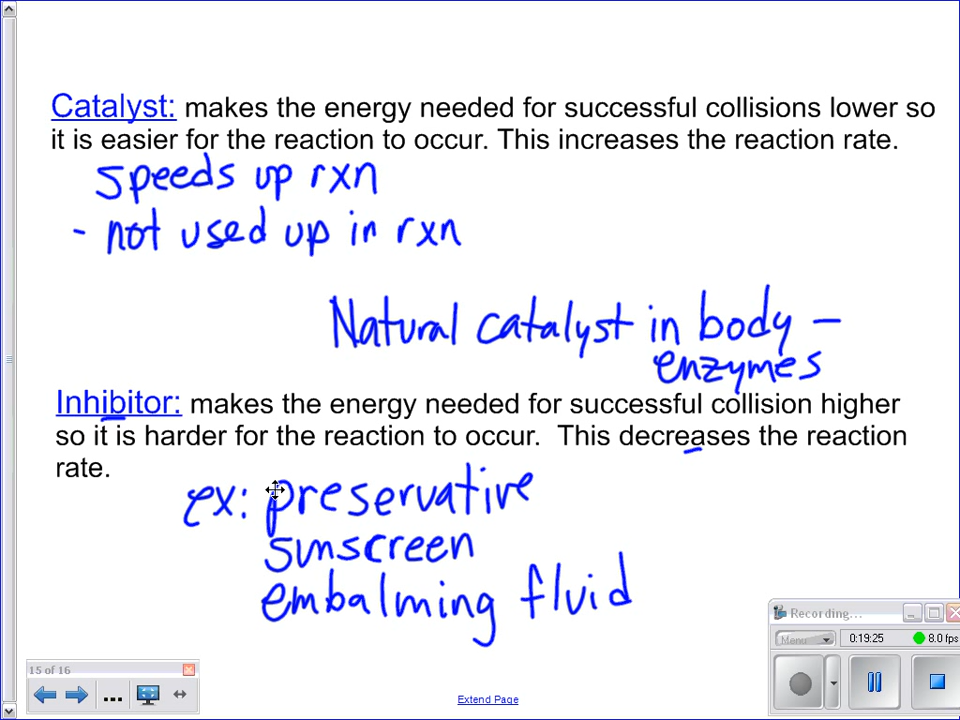 Catalyst: makes the energy needed for successful collisions lower so
it is easier for the reaction to occur. This increases the reaction rate.
speeds up rxn
- not used up in rxn
Natural catalyst in body –
enzymes
Inhibitor: makes the energy needed for successful collision higher
so it is harder for the reaction to occur. This decreases the reaction
rate.
ex: preservative
sunscreen
embalming fluid
Recording...
Menu
0:19:25
8.0 fps
15 of 16
...
Extend Page